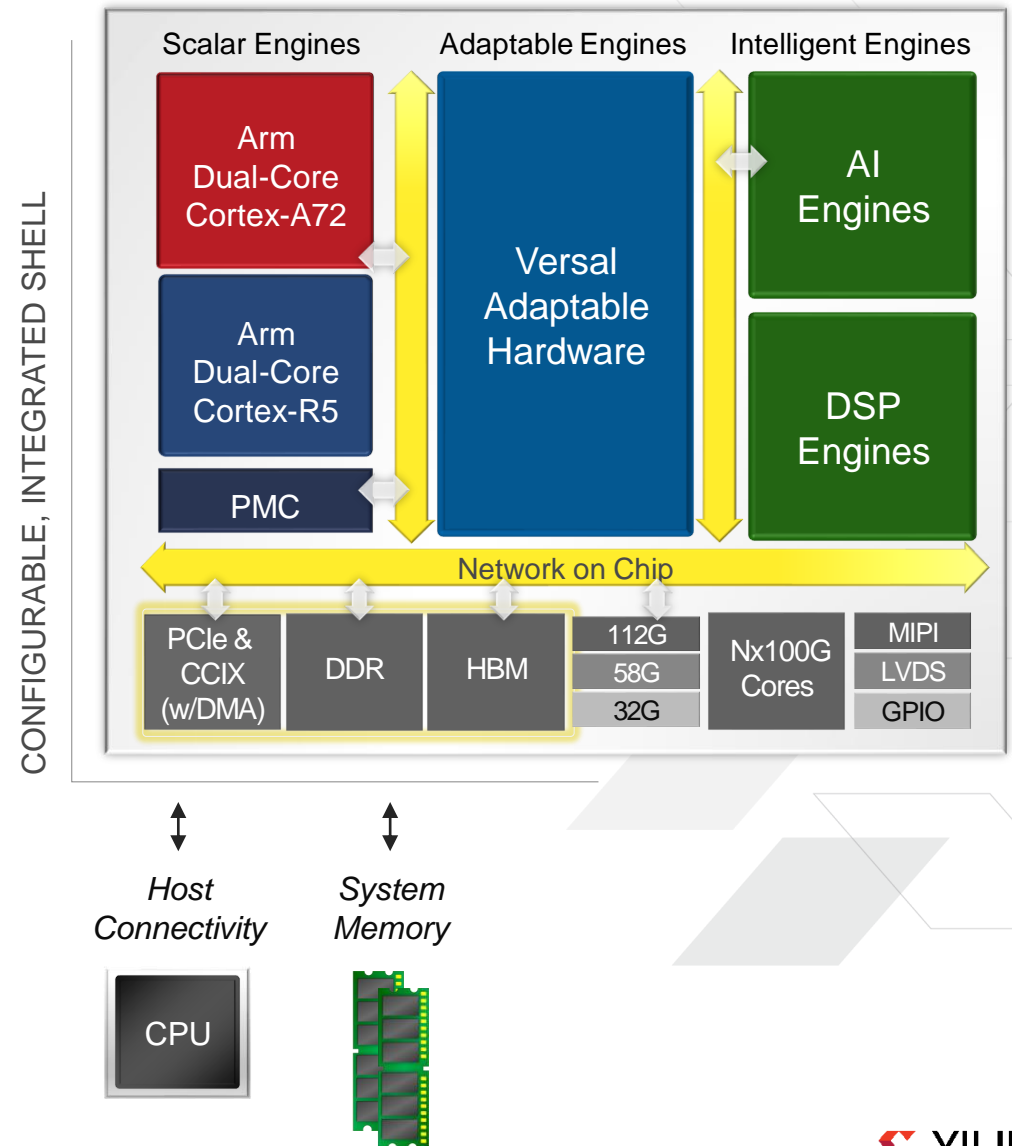 CONFIGURABLE, INTEGRATED SHELL
Scalar Engines
Adaptable Engines
Intelligent Engines
Arm
Dual-Core
Cortex-A72
Arm
Dual-Core
Cortex-R5
PMC
Versal
Adaptable
Hardware
AI
Engines
DSP
Engines
Network on Chip
PCIe &
CCIX
(w/DMA)
DDR
HBM
112G
58G
32G
Nx100G
Cores
MIPI
LVDS
GPIO
Host
Connectivity
System
Memory
CPU